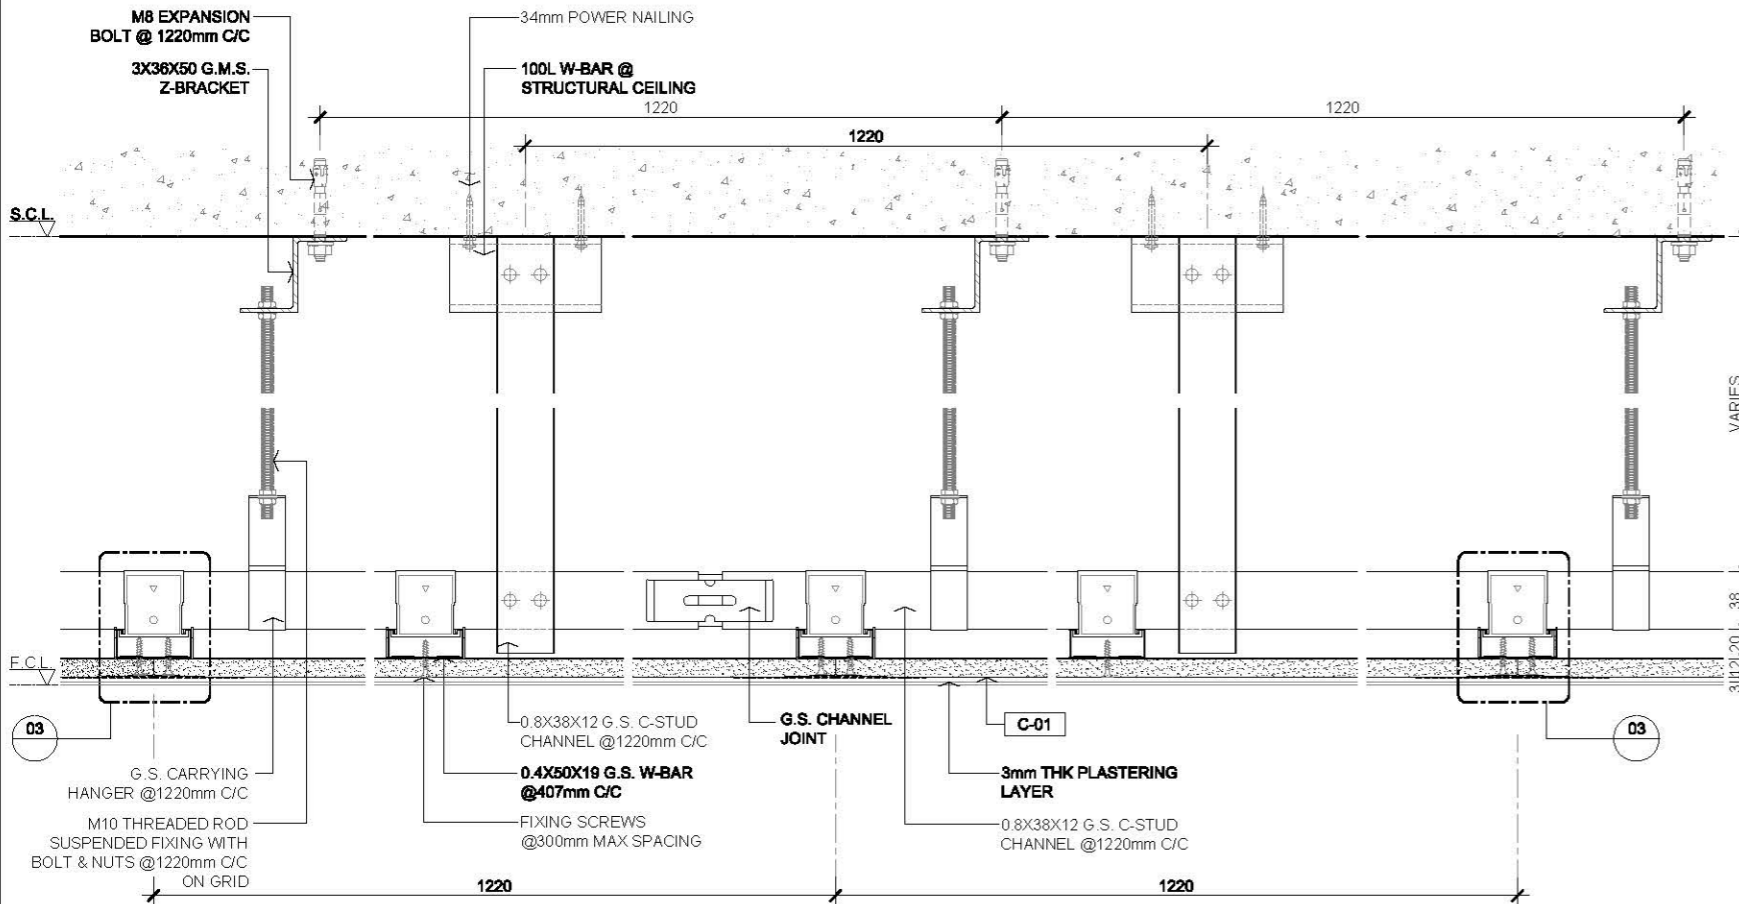 M8 EXPANSION
BOLT @ 1220mm C/C
3X36X50 G.M.S.
Z-BRACKET
34mm POWER NAILING
100L W-BAR @
STRUCTURAL CEILING
1220
1220
1220
S.C.L.
VARIES
38
20
12
3
F.C.L.
03
G.S. CARRYING
HANGER @1220mm C/C
M10 THREADED ROD
SUSPENDED FIXING WITH
BOLT & NUTS @1220mm C/C
ON GRID
0.8X38X12 G.S. C-STUD
CHANNEL @1220mm C/C
0.4X50X19 G.S. W-BAR
@407mm C/C
FIXING SCREWS
@300mm MAX SPACING
G.S. CHANNEL
JOINT
C-01
3mm THK PLASTERING
LAYER
0.8X38X12 G.S. C-STUD
CHANNEL @1220mm C/C
03
1220
1220